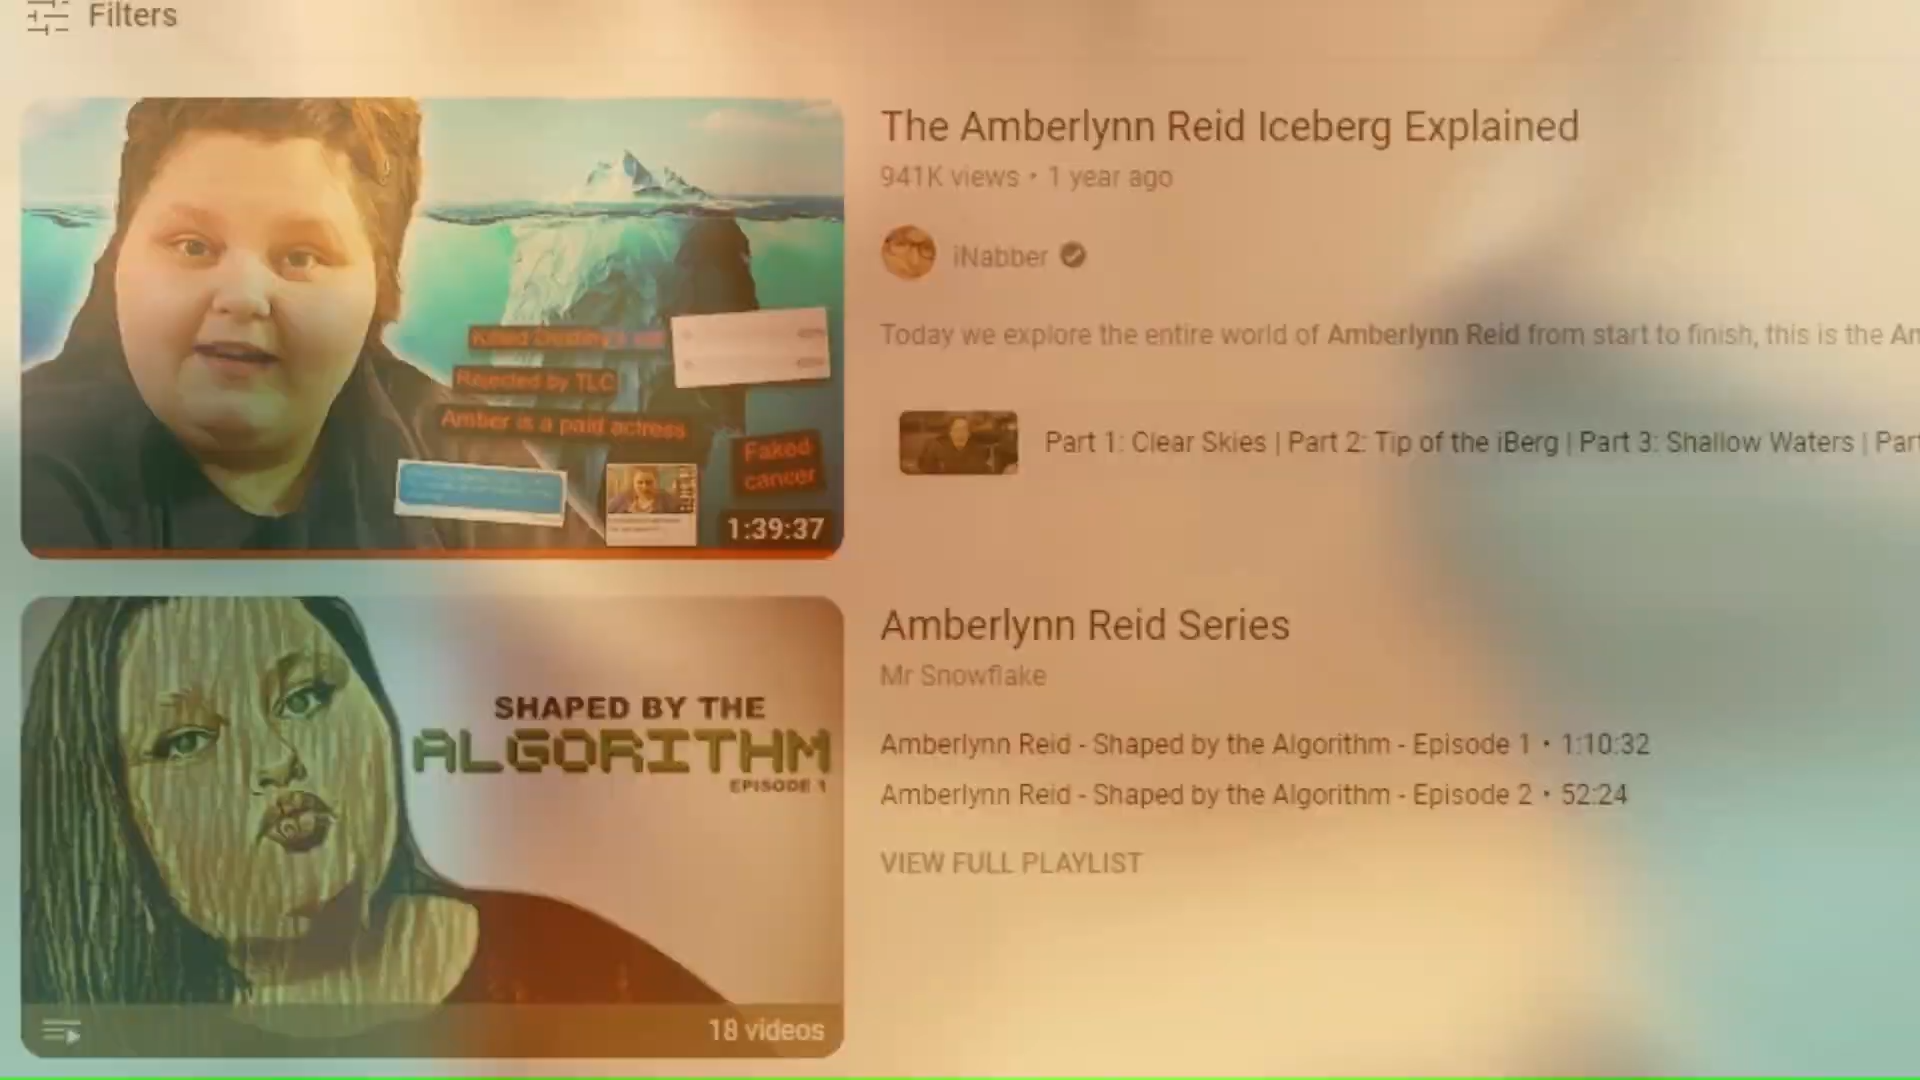 Filters
The Amberlynn Reid Iceberg Explained
941K views • 1 year ago
iNabber
Today we explore the entire world of Amberlynn Reid from start to finish, this is the
Part 1: Clear Skies | Part 2: Tip of the iBerg | Part 3: Shallow Waters |
Rejected by TLC
Amber is a paid actress
Faked
cancer
1:39:37
Amberlynn Reid Series
Mr Snowflake
Amberlynn Reid - Shaped by the Algorithm - Episode 1 • 1:10:32
Amberlynn Reid - Shaped by the Algorithm - Episode 2 • 52:24
VIEW FULL PLAYLIST
SHAPED BY THE
ALGORITHM
EPISODE 1
18 videos